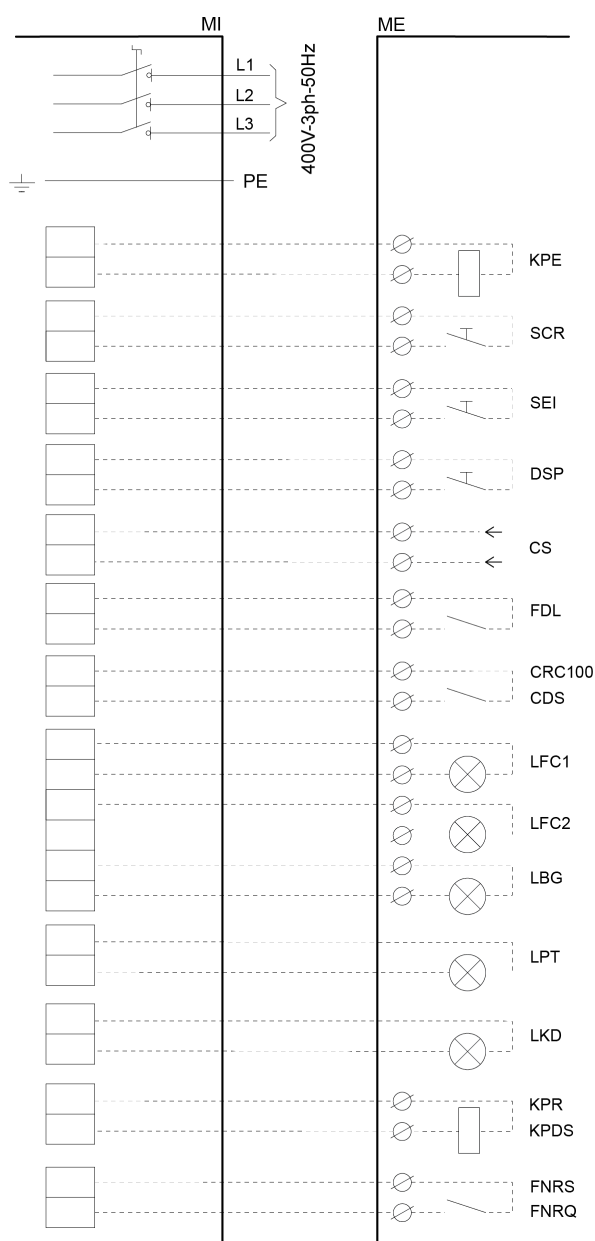 MI
ME
L1
L2
L3
400V-3ph-50Hz
PE
KPE
SCR
SEI
DSP
CS
FDL
CRC100
CDS
LFC1
LFC2
LBG
LPT
LKD
KPR
KPDS
FNRS
FNRQ